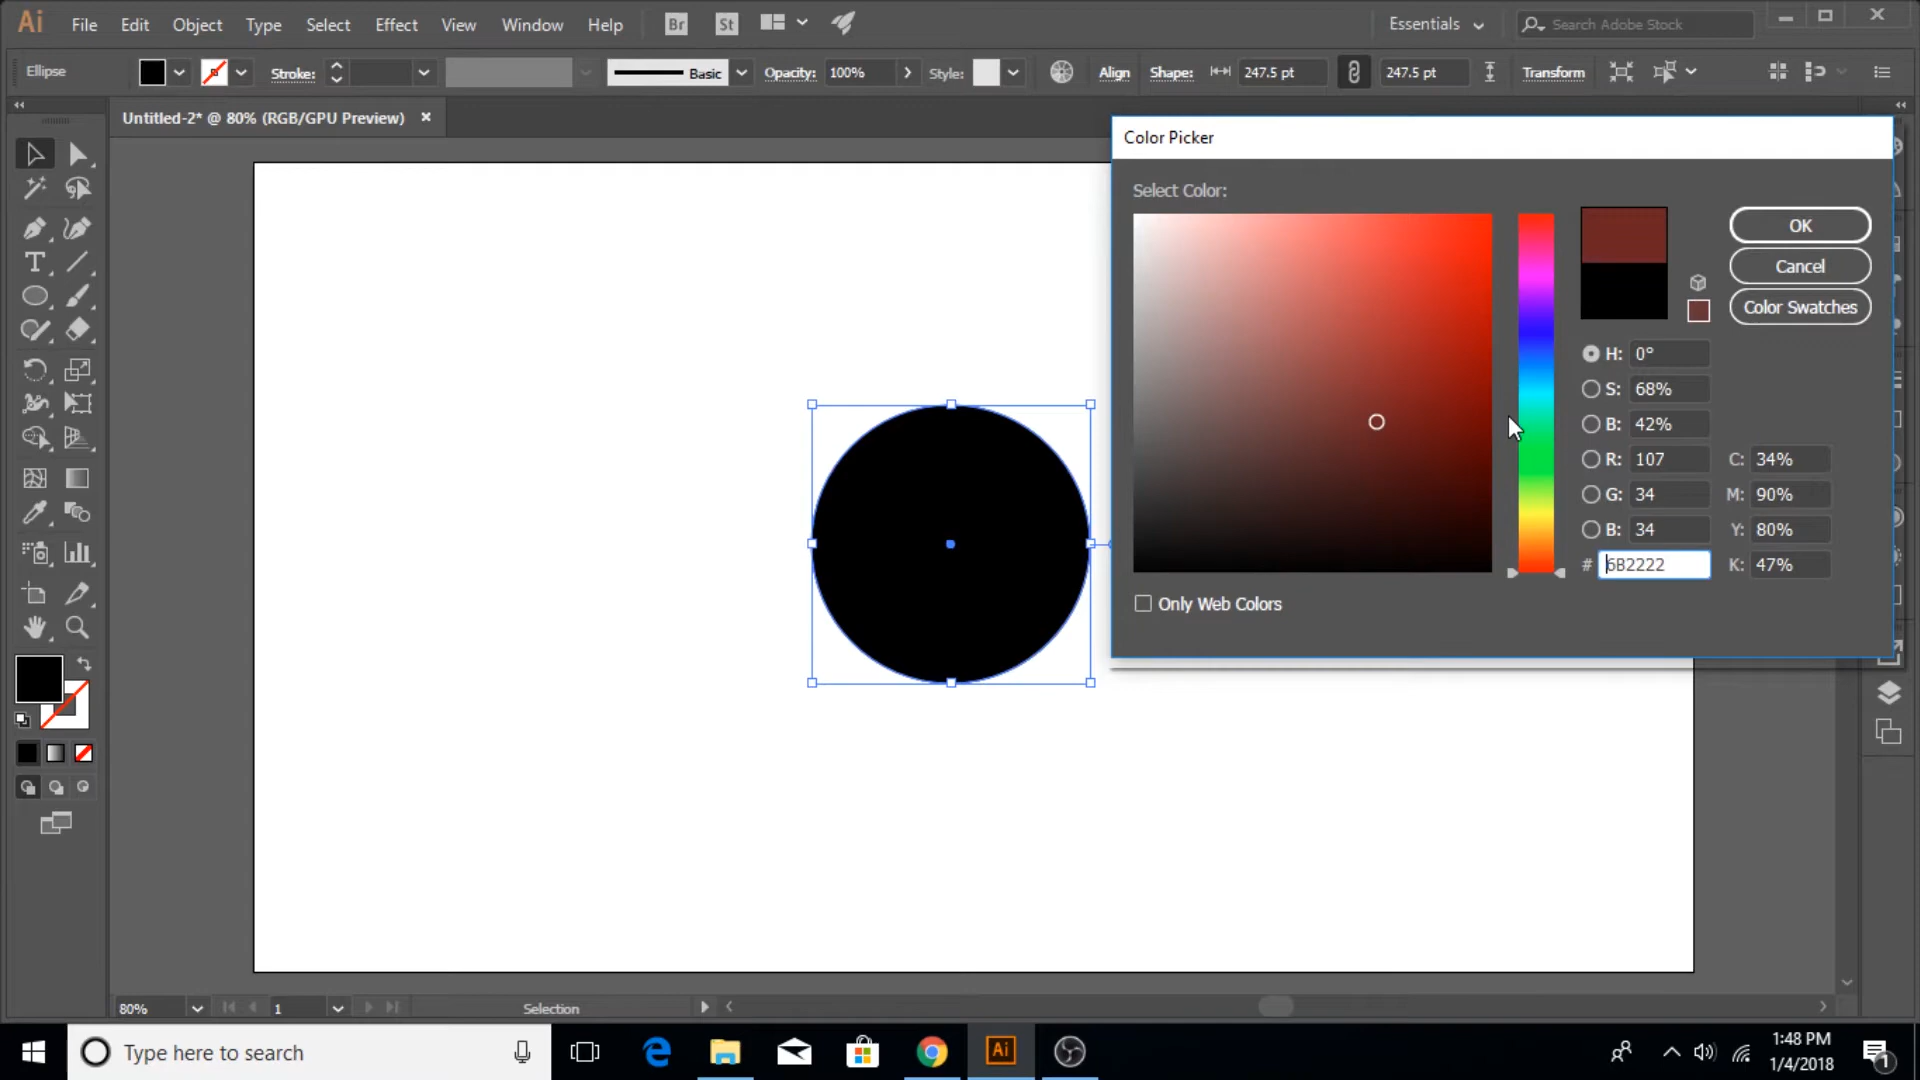 Ai File Edit Object Type Select Effect View Window Help Br St Essentials Search Adobe Stock
Ellipse Stroke: Basic Opacity: 100% Style: Align Shape: 247.5 pt 247.5 pt Transform
Untitled-2* @ 80% (RGB/GPU Preview)
Color Picker
Select Color:
OK
Cancel
Color Swatches
H: 0°
S: 68%
B: 42%
R: 107 C: 34%
G: 34 M: 90%
B: 34 Y: 80%
# 6B2222 K: 47%
Only Web Colors
T
80% 1 Selection
Type here to search
Ai
1:48 PM
1/4/2018
1